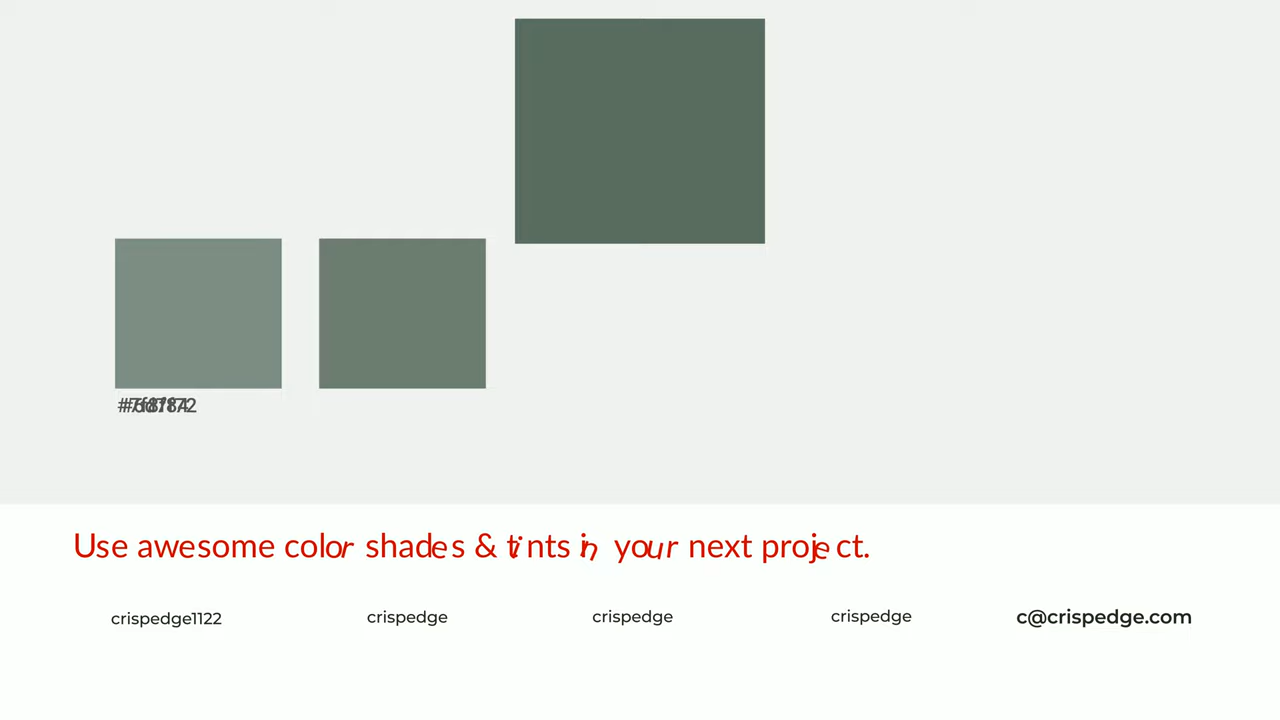 Use awesome color shades & tints in your next project.
crispedge1122 crispedge crispedge crispedge c@crispedge.com